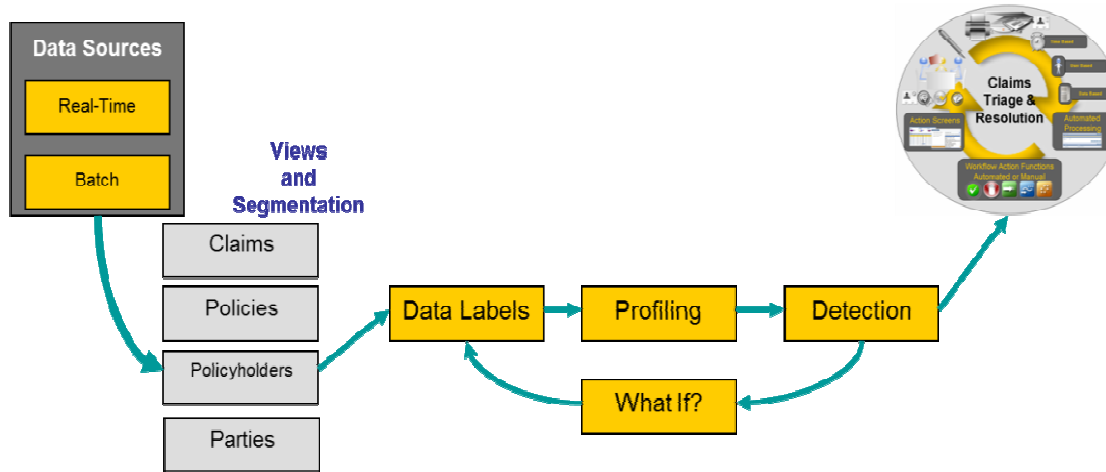 Data Sources
Real-Time
Batch
Views
and
Segmentation
Claims
Policies
Policyholders
Parties
Data Labels
Profiling
Detection
What If?
Claims
Triage &
Resolution
Action Screens
Automated
Processing
Workflow Action Functions
Automated or Manual